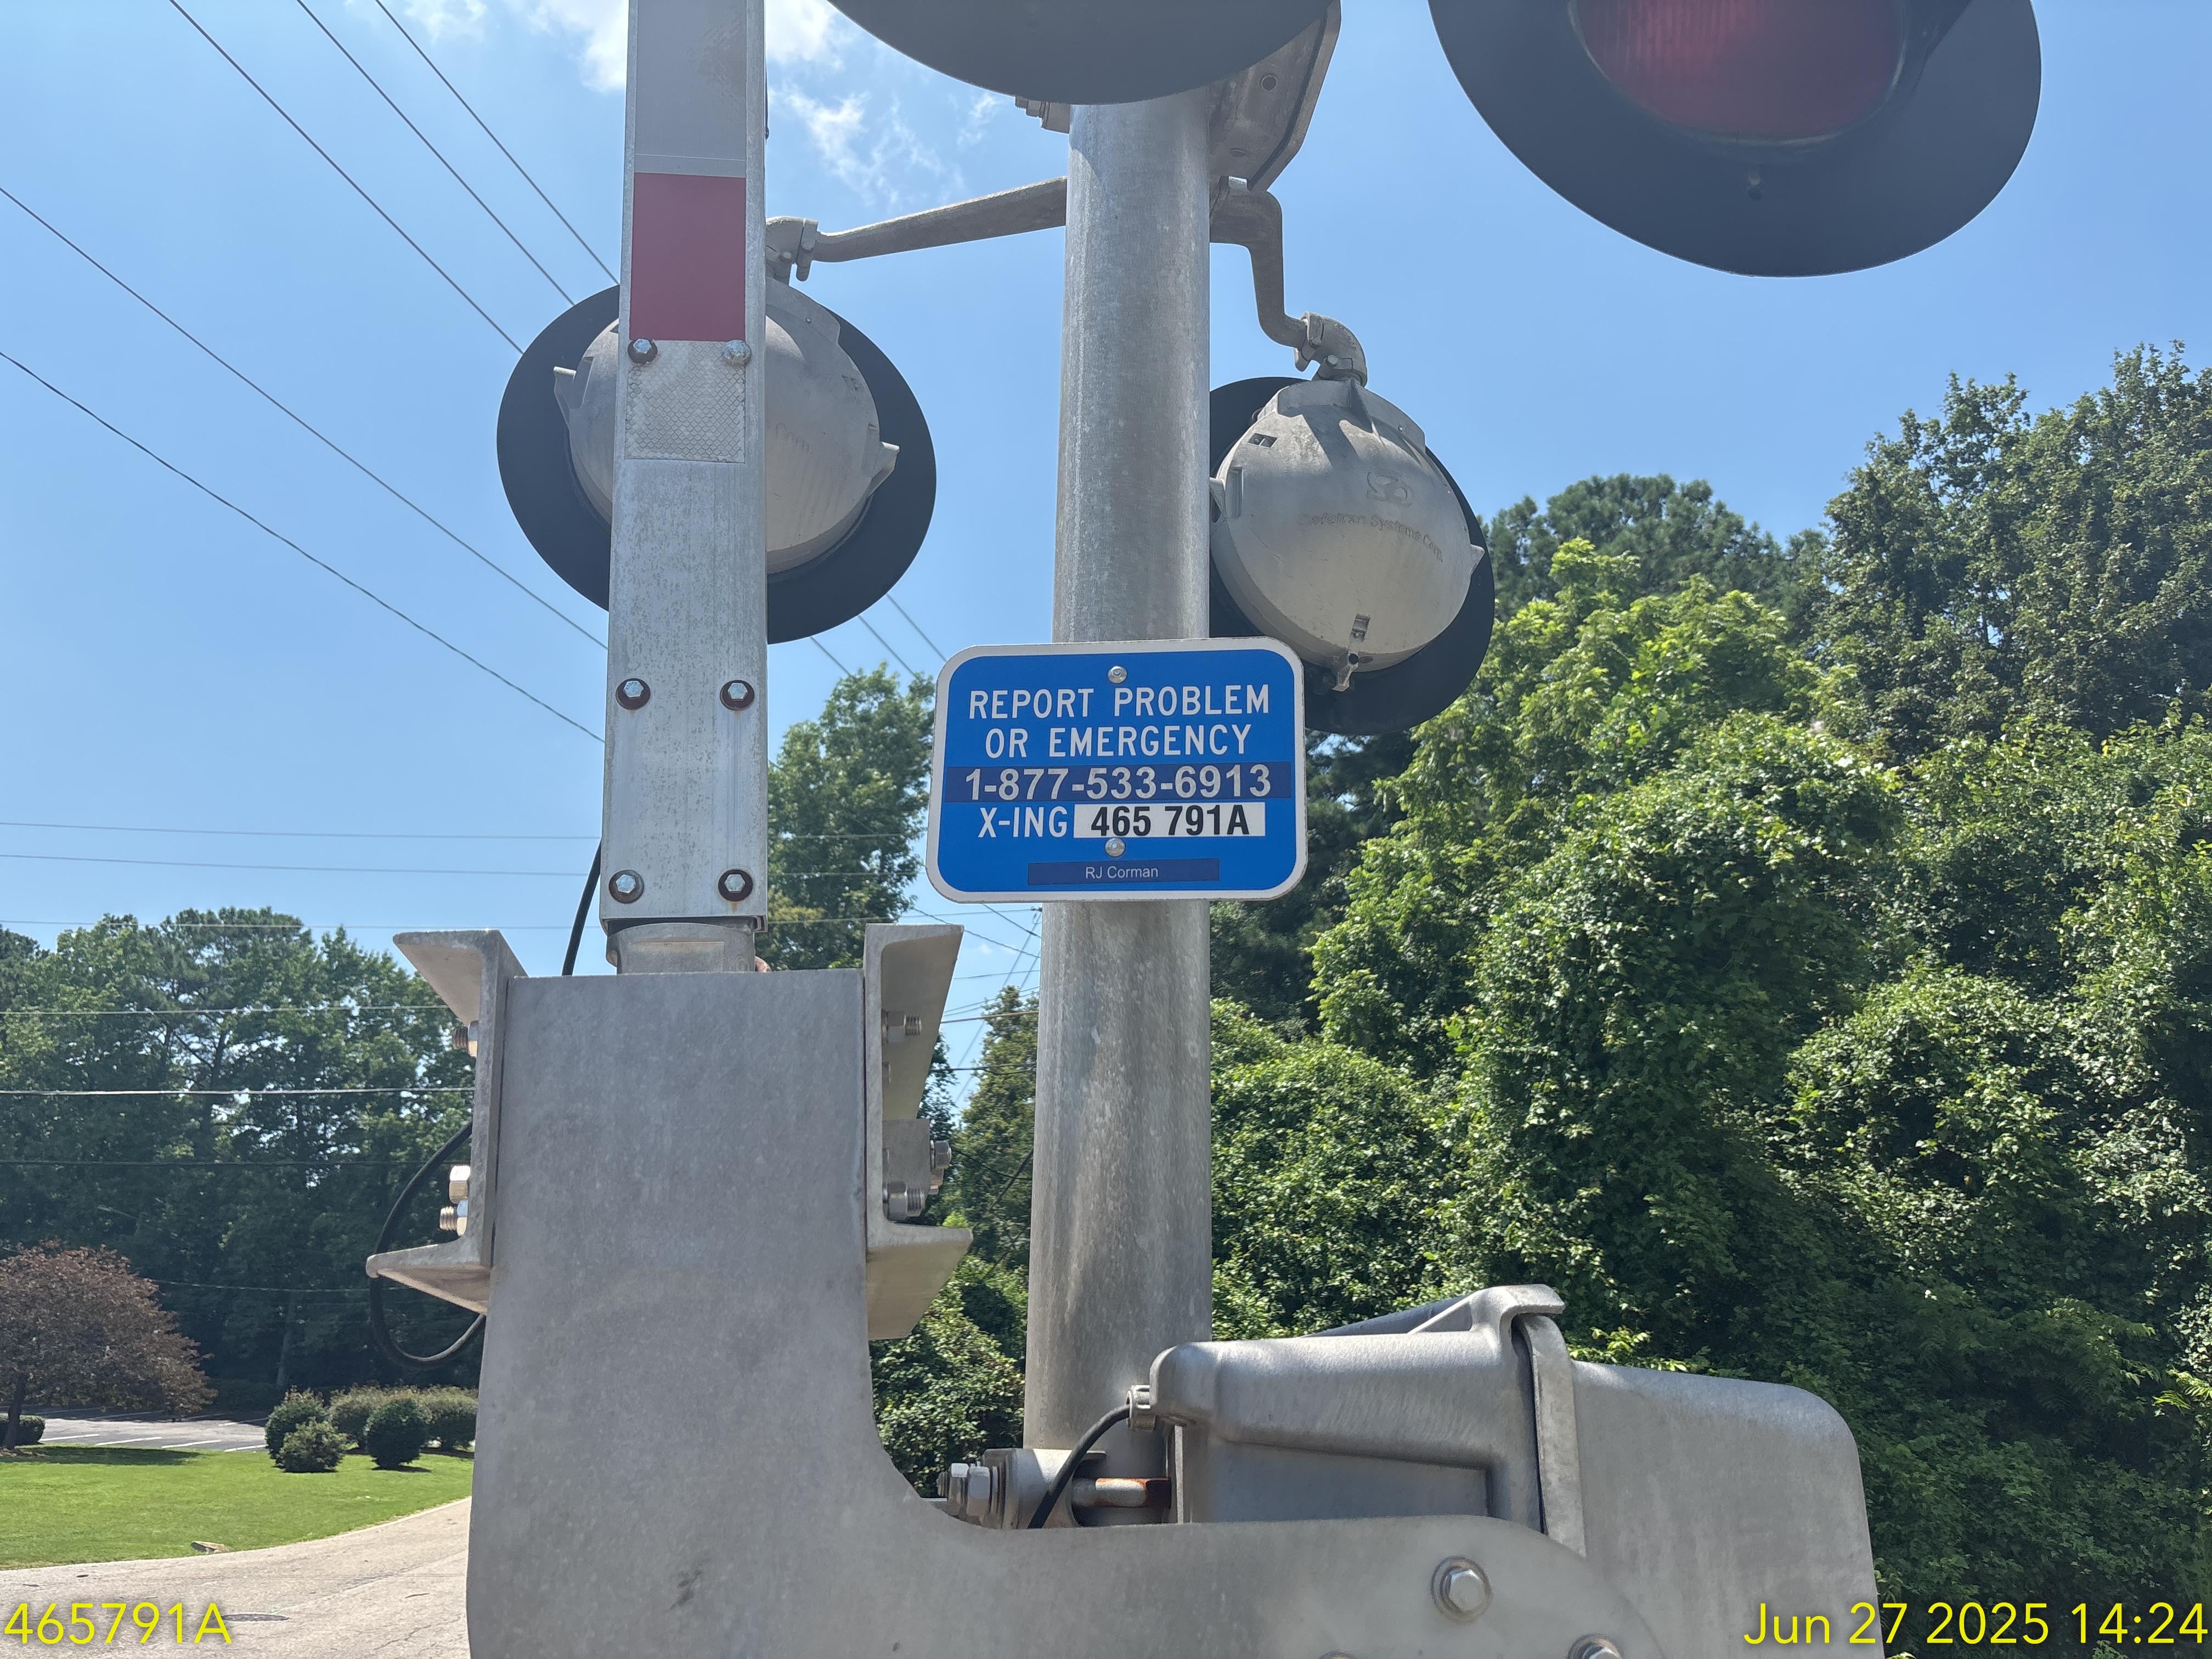 REPORT PROBLEM
OR EMERGENCY
1-877-533-6913
X-ING 465 791A
RJ Corman
465791A
Jun 27 2025 14:24